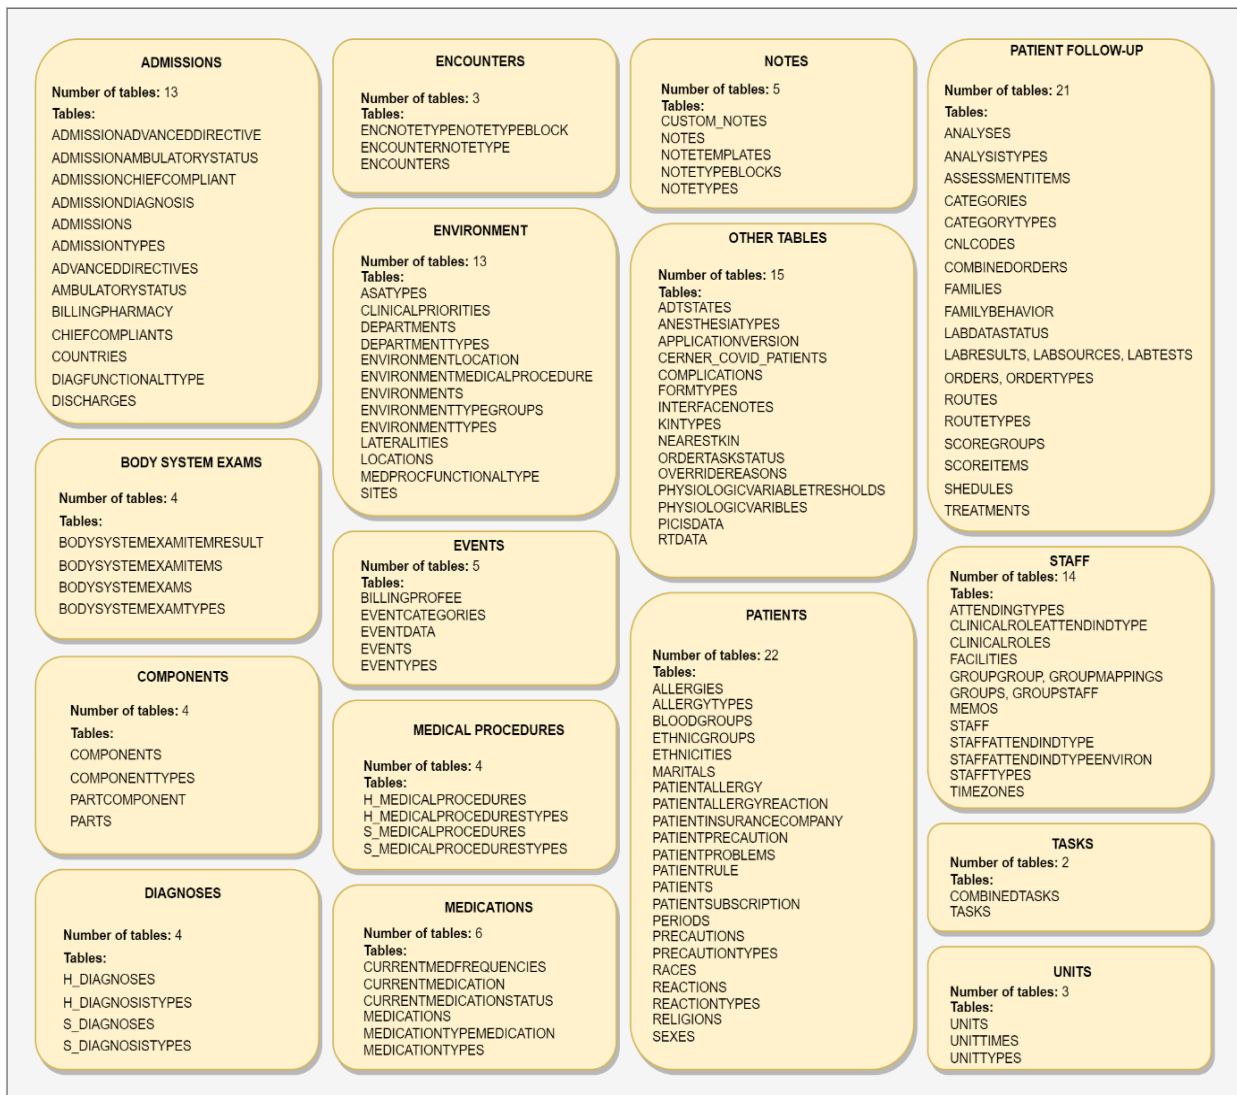 ADMISSIONS
Number of tables: 13
Tables:
ADMISSIONADVANCEDDIRECTIVE
ADMISSIONAMBULATORYSTATUS
ADMISSIONCHIEFCOMPLIANT
ADMISSIONDIAGNOSIS
ADMISSIONS
ADMISSIONTYPES
ADVANCEDDIRECTIVES
AMBULATORYSTATUS
BILLINGPHARMACY
CHIEFCOMPLIANTS
COUNTRIES
DIAGFUNCTIONALTTYPE
DISCHARGES
BODY SYSTEM EXAMS
Number of tables: 4
Tables:
BODYSYSTEMEXAMITEMRESULT
BODYSYSTEMEXAMITEMS
BODYSYSTEMEXAMS
BODYSYSTEMEXAMTYPES
COMPONENTS
Number of tables: 4
Tables:
COMPONENTS
COMPONENTTYPES
PARTCOMPONENT
PARTS
DIAGNOSES
Number of tables: 4
Tables:
H_DIAGNOSES
H_DIAGNOSISTYPES
S_DIAGNOSES
S_DIAGNOSISTYPES
ENCOUNTERS
Number of tables: 3
Tables:
ENCNOTETYPENOTETYPEBLOCK
ENCOUNTERNOTETYPE
ENCOUNTERS
ENVIRONMENT
Number of tables: 13
Tables:
ASATYPES
CLINICALPRIORITIES
DEPARTMENTS
DEPARTMENTTYPES
ENVIRONMENTLOCATION
ENVIRONMENTMEDICALPROCEDURE
ENVIRONMENTS
ENVIRONMENTTYPEGROUPS
ENVIRONMENTTYPES
LATERALITIES
LOCATIONS
MEDPROCFUNCTIONALTYPE
SITES
EVENTS
Number of tables: 5
Tables:
BILLINGPROFEE
EVENTCATEGORIES
EVENTDATA
EVENTS
EVENTYPES
MEDICAL PROCEDURES
Number of tables: 4
Tables:
H_MEDICALPROCEDURES
H_MEDICALPROCEDURESTYPES
S_MEDICALPROCEDURES
S_MEDICALPROCEDURESTYPES
MEDICATIONS
Number of tables: 6
Tables:
CURRENTMEDFREQUENCIES
CURRENTMEDICATION
CURRENTMEDICATIONSTATUS
MEDICATIONS
MEDICATIONTYPEMEDICATION
MEDICATIONTYPES
NOTES
Number of tables: 5
Tables:
CUSTOM_NOTES
NOTES
NOTETEMPLATES
NOTETYPEBLOCKS
NOTETYPES
OTHER TABLES
Number of tables: 15
Tables:
ADTSTATES
ANESTHESIATYPES
APPLICATIONVERSION
CERNER_COVID_PATIENTS
COMPLICATIONS
FORMTYPES
INTERFACENOTES
KINTYPES
NEARESTKIN
ORDERTASKSTATUS
OVERRIDEREASONS
PHYSIOLOGICVARIABLETRESHOLDS
PHYSIOLOGICVARIBLES
PICISDATA
RTDATA
PATIENTS
Number of tables: 22
Tables:
ALLERGIES
ALLERGYTYPES
BLOODGROUPS
ETHNICGROUPS
ETHNICITIES
MARITALS
PATIENTALLERGY
PATIENTALLERGYREACTION
PATIENTINSURANCECOMPANY
PATIENTPRECAUTION
PATIENTPROBLEMS
PATIENTRULE
PATIENTS
PATIENTSUBSCRIPTION
PERIODS
PRECAUTIONS
PRECAUTIONTYPES
RACES
REACTIONS
REACTIONTYPES
RELIGIONS
SEXES
PATIENT FOLLOW-UP
Number of tables: 21
Tables:
ANALYSES
ANALYSISTYPES
ASSESSMENTITEMS
CATEGORIES
CATEGORYTYPES
CNLCODES
COMBINEDORDERS
FAMILIES
FAMILYBEHAVIOR
LABDATASTATUS
LABRESULTS, LABSOURCES, LABTESTS
ORDERS, ORDERTYPES
ROUTES
ROUTETYPES
SCOREGROUPS
SCOREITEMS
SHEDULES
TREATMENTS
STAFF
Number of tables: 14
Tables:
ATTENDINGTYPES
CLINICALROLEATTENDINDTYPE
CLINICALROLES
FACILITIES
GROUPGROUP, GROUPMAPPINGS
GROUPS, GROUPSTAFF
MEMOS
STAFF
STAFFATTENDINDTYPE
STAFFATTENDINDTYPEENVIRON
STAFFTYPES
TIMEZONES
TASKS
Number of tables: 2
Tables:
COMBINEDTASKS
TASKS
UNITS
Number of tables: 3
Tables:
UNITS
UNITTIMES
UNITTYPES